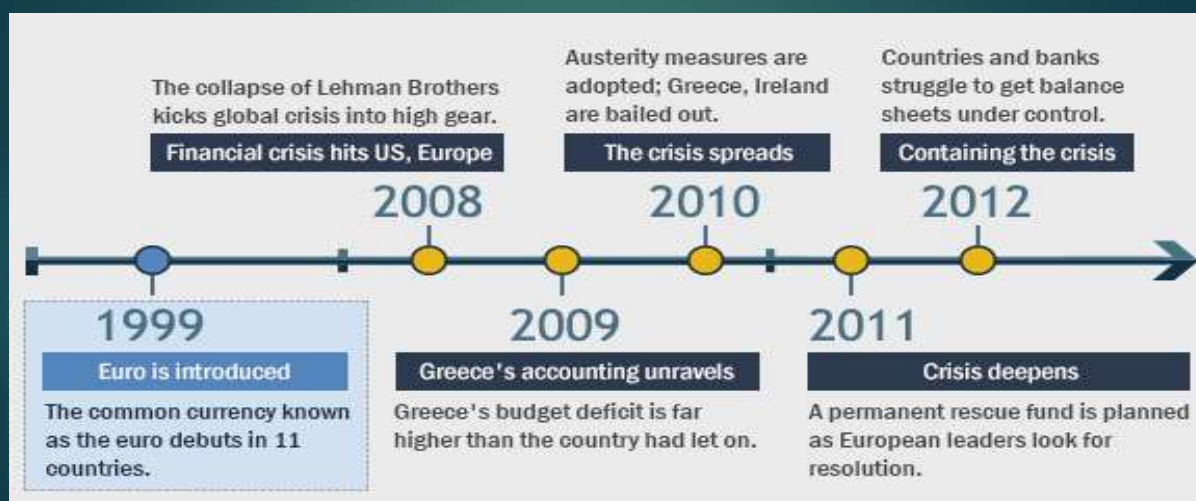 The collapse of Lehman Brothers
kicks global crisis into high gear.
Financial crisis hits US, Europe
2008
Austerity measures are
adopted; Greece, Ireland
are bailed out.
The crisis spreads
2010
Countries and banks
struggle to get balance
sheets under control.
Containing the crisis
2012
1999
Euro is introduced
The common currency known
as the euro debuts in 11
countries.
2009
Greece's accounting unravels
Greece's budget deficit is far
higher than the country had let on.
2011
Crisis deepens
A permanent rescue fund is planned
as European leaders look for
resolution.